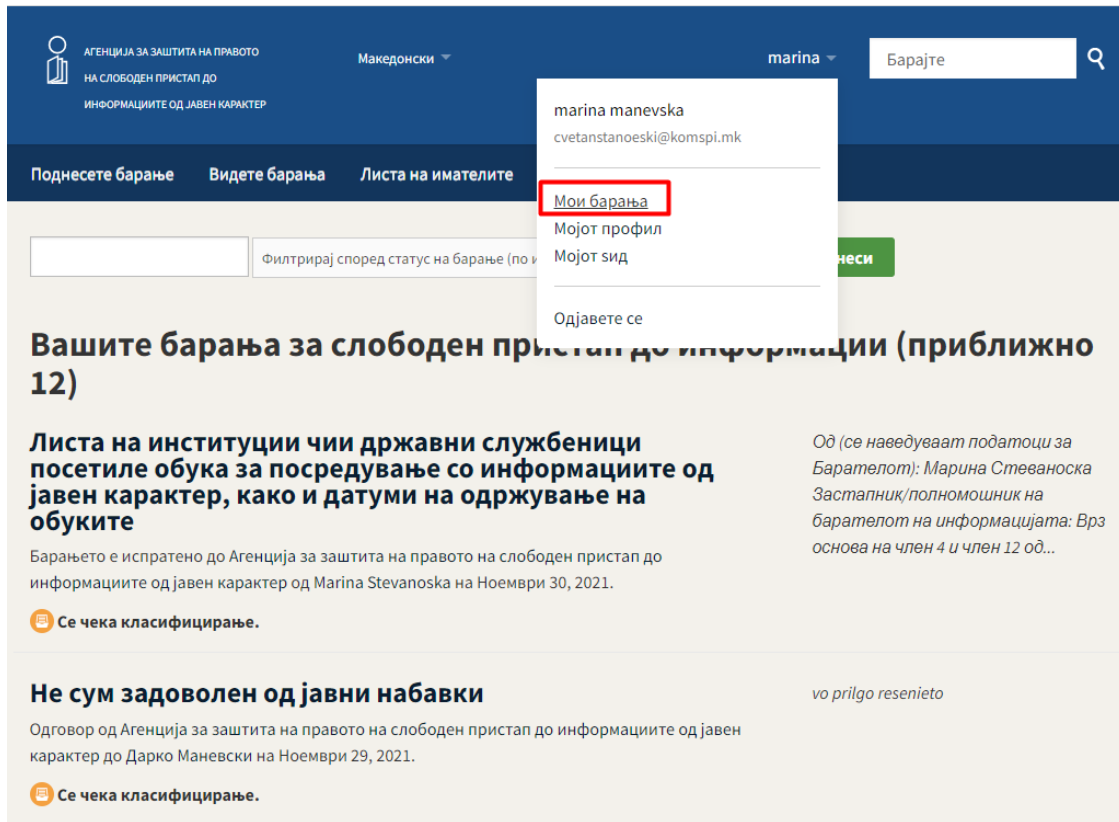 АГЕНЦИЈА ЗА ЗАШТИТА НА ПРАВОТО
НА СЛОБОДЕН ПРИСТАП ДО
ИНФОРМАЦИИТЕ ОД ЈАВЕН КАРАКТЕР
Македонски
marina
Барајте
marina manevska
cvetanstanoeski@komspi.mk
Мои барања
Мојот профил
Мојот ѕид
Одјавете се
Поднесете барање Видете барања Листа на имателите
Филтрирај според статус на барање (по и
неси
Вашите барања за слободен пристап до информации (приближно
12)
Листа на институции чии државни службеници
посетиле обука за посредување со информациите од
јавен карактер, како и датуми на одржување на
обуките
Барањето е испратено до Агенција за заштита на правото на слободен пристап до
информациите од јавен карактер од Marina Stevanoska на Ноември 30, 2021.
Се чека класифицирање.
Од (се наведуваат податоци за
Барателот): Марина Стеваноска
Застапник/полномошник на
барателот на информацијата: Врз
основа на член 4 и член 12 од...
Не сум задоволен од јавни набавки
Одговор од Агенција за заштита на правото на слободен пристап до информациите од јавен
карактер до Дарко Маневски на Ноември 29, 2021.
Се чека класифицирање.
vo prilgo resenieto